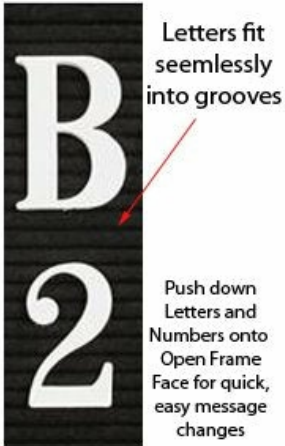 B
2
Letters fit
seemlessly
into grooves
Push down
Letters and
Numbers onto
Open Frame
Face for quick,
easy message
changes